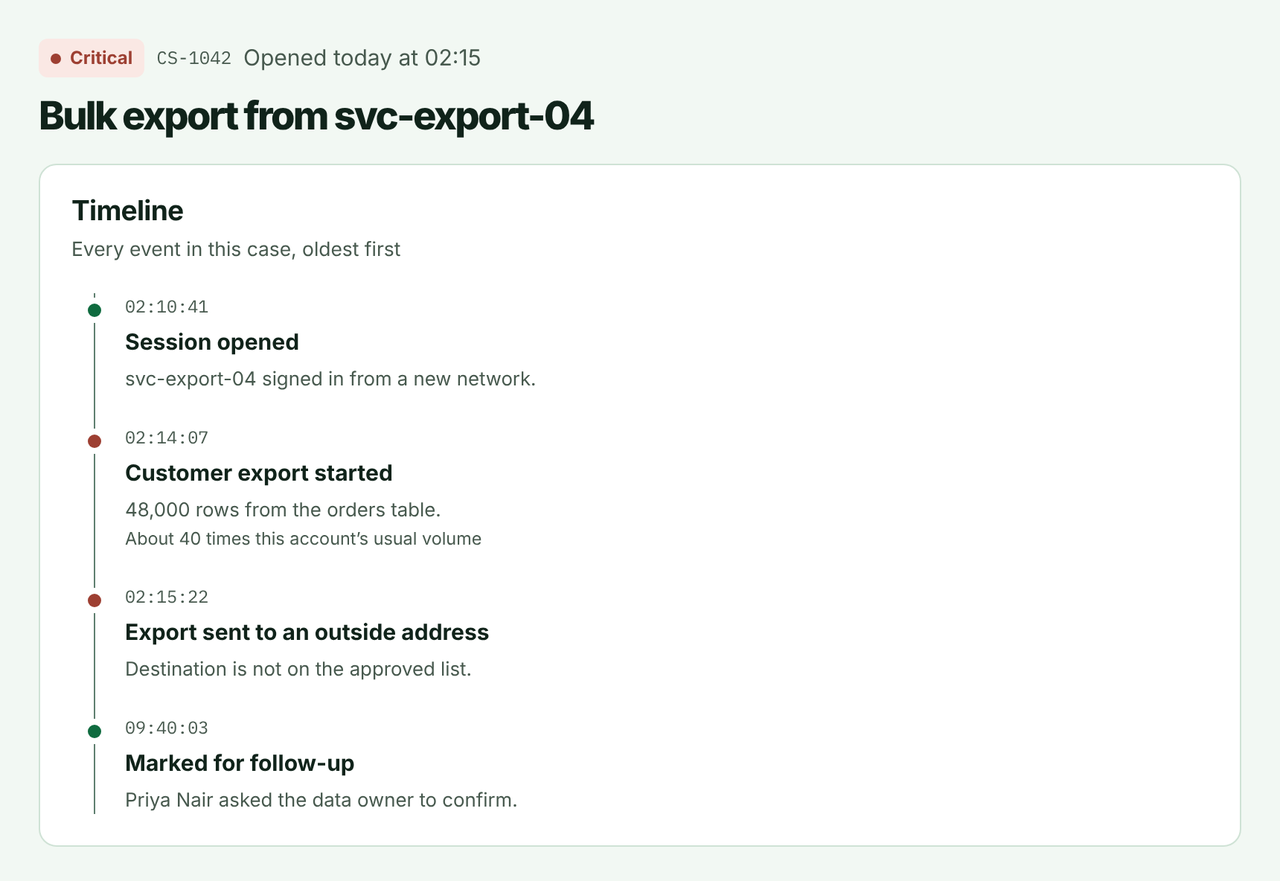 Critical CS-1042 Opened today at 02:15
Bulk export from svc-export-04
Timeline
Every event in this case, oldest first
02:10:41
Session opened
svc-export-04 signed in from a new network.
02:14:07
Customer export started
48,000 rows from the orders table.
About 40 times this account’s usual volume
02:15:22
Export sent to an outside address
Destination is not on the approved list.
09:40:03
Marked for follow-up
Priya Nair asked the data owner to confirm.